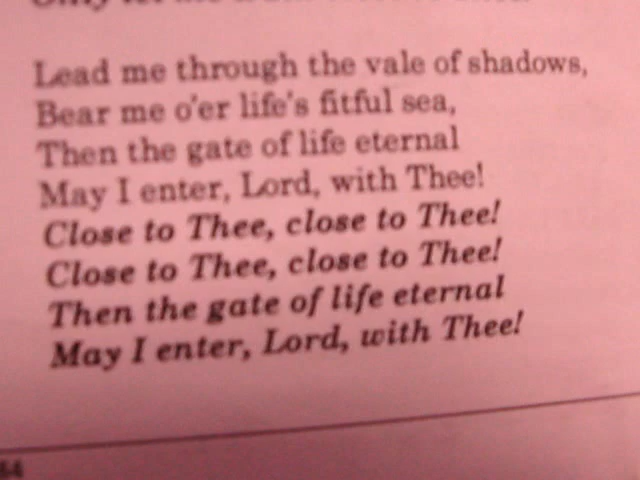 Lead me through the vale of shadows,
Bear me o'er life's fitful sea,
Then the gate of life eternal
May I enter, Lord, with Thee!
Close to Thee, close to Thee!
Close to Thee, close to Thee!
Then the gate of life eternal
May I enter, Lord, with Thee!